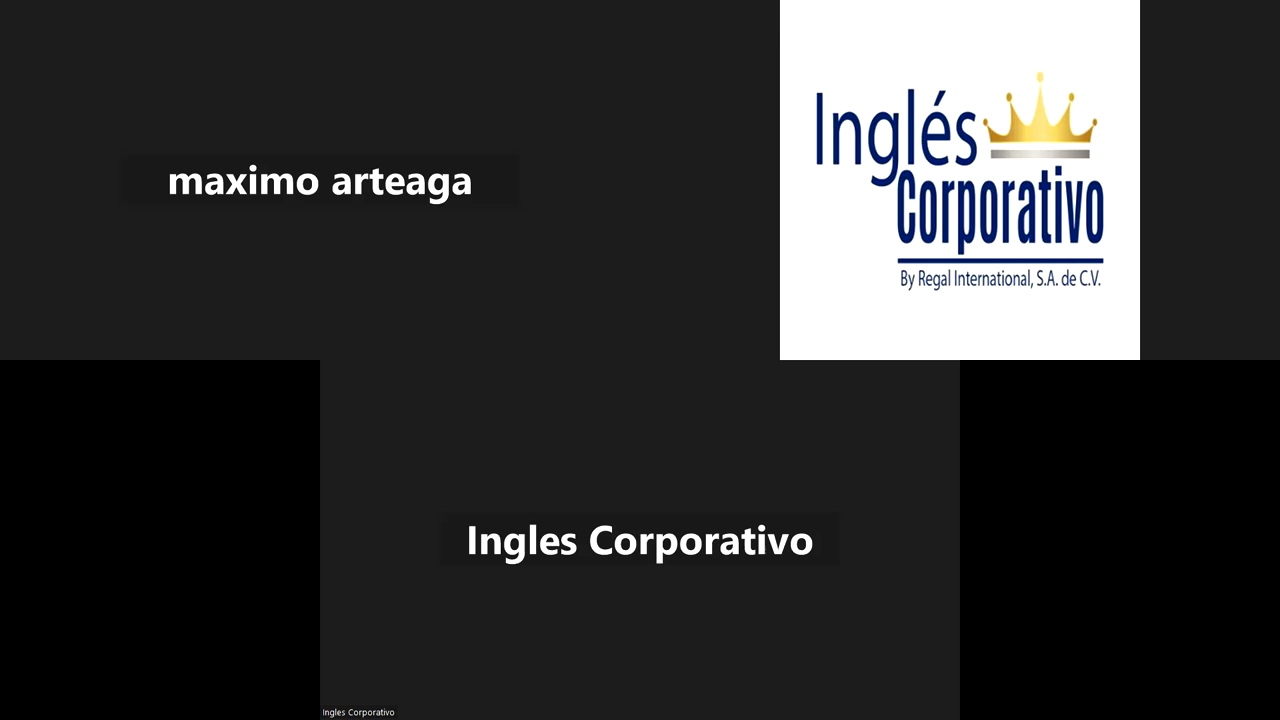 maximo arteaga
Inglés
Corporativo
By Regal International, S.A. de C.V.
Ingles Corporativo
Ingles Corporativo